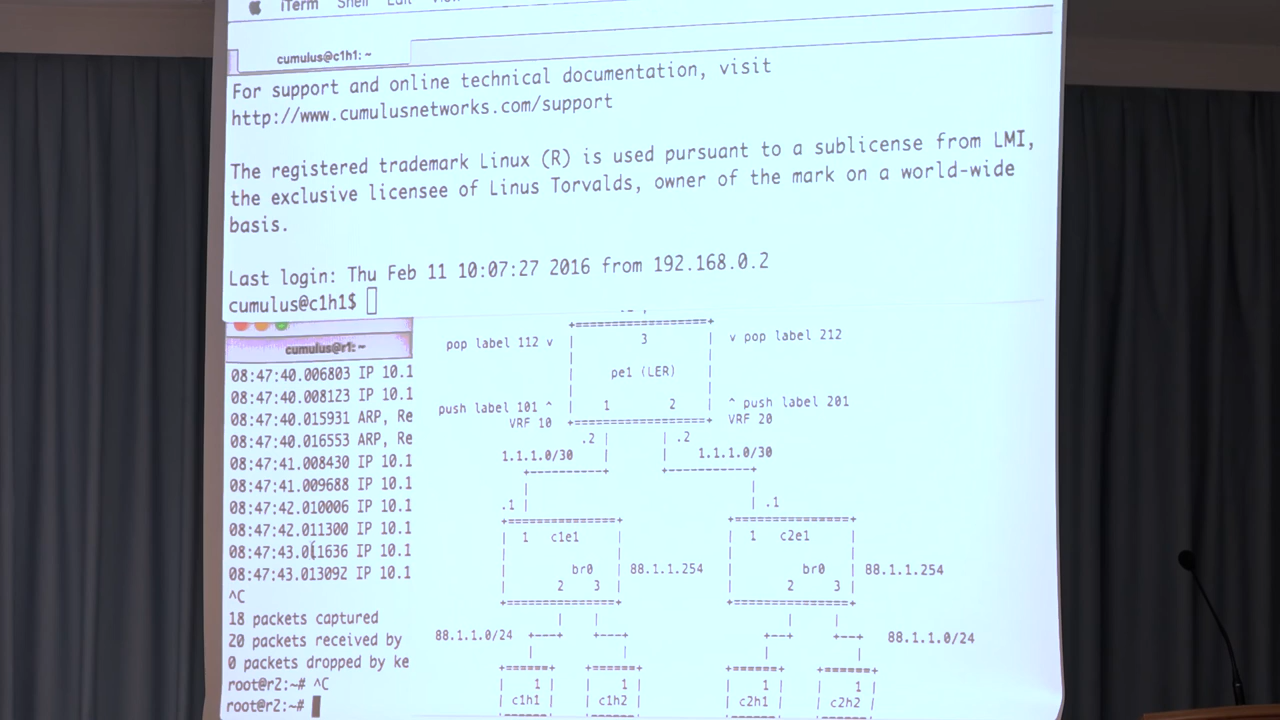 iTerm Shell Edit
cumulus@c1h1: ~
For support and online technical documentation, visit
http://www.cumulusnetworks.com/support
The registered trademark Linux (R) is used pursuant to a sublicense from LMI,
the exclusive licensee of Linus Torvalds, owner of the mark on a world-wide
basis.
Last login: Thu Feb 11 10:07:27 2016 from 192.168.0.2
cumulus@c1h1$
cumulus@r1: ~
08:47:40.006803 IP 10.1
08:47:40.008123 IP 10.1
08:47:40.015931 ARP, Re
08:47:40.016553 ARP, Re
08:47:41.008430 IP 10.1
08:47:41.009688 IP 10.1
08:47:42.010006 IP 10.1
08:47:42.011300 IP 10.1
08:47:43.011636 IP 10.1
08:47:43.013092 IP 10.1
^C
18 packets captured
20 packets received by
0 packets dropped by ke
root@r2:~# ^C
root@r2:~#
+=================+
pop label 112 v | 3 | v pop label 212
| pe1 (LER) |
push label 101 ^ | 1 2 | ^ push label 201
VRF 10 +=================+ VRF 20
.2 | | .2
1.1.1.0/30 | | 1.1.1.0/30
+----------+ +-----------+
.1 | | .1
+==============+ +==============+
| 1 c1e1 | | 1 c2e1 |
| br0 | 88.1.1.254 | br0 | 88.1.1.254
| 2 3 | | 2 3 |
+==============+ +==============+
88.1.1.0/24 +---+ +---+ +--+ +--+ 88.1.1.0/24
+======+ +======+ +======+ +======+
| 1 | | 1 | | 1 | | 1 |
| c1h1 | | c1h2 | | c2h1 | | c2h2 |